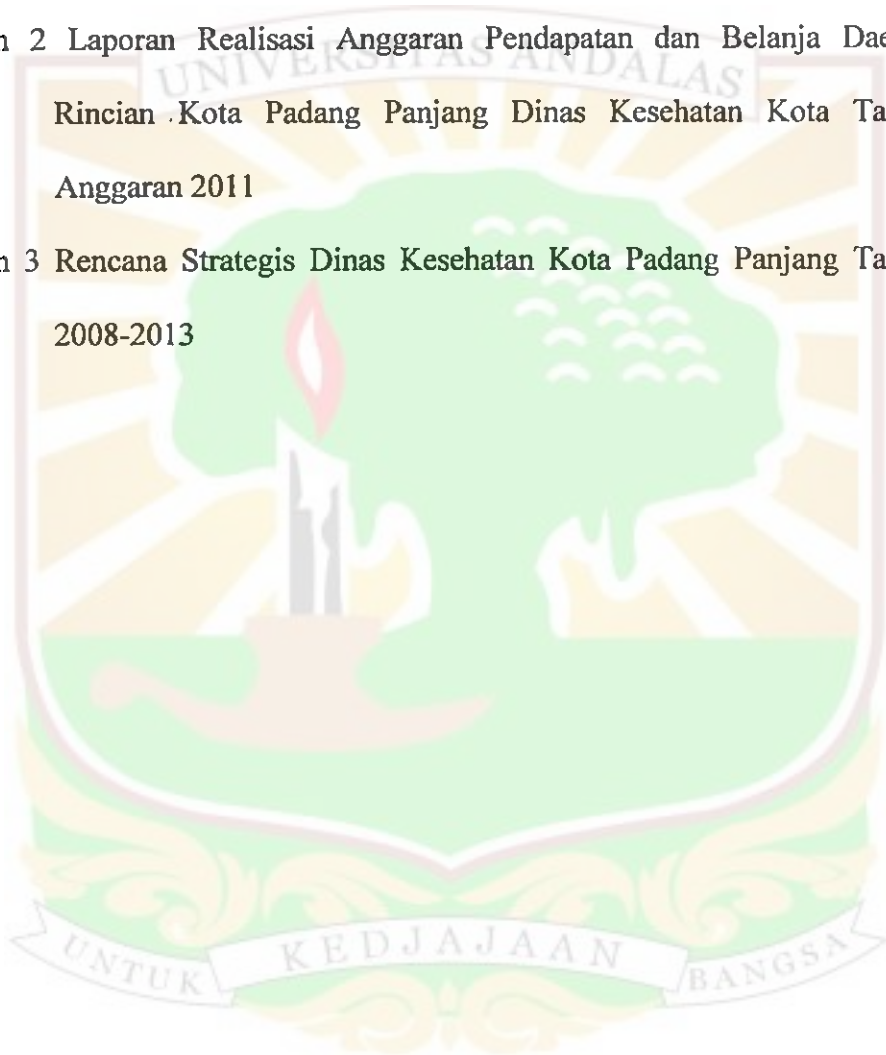 n 2 Laporan Realisasi Anggaran Pendapatan dan Belanja Dae
UNIVERSITAS ANDALAS
Rincian Kota Padang Panjang Dinas Kesehatan Kota Ta
Anggaran 2011
n 3 Rencana Strategis Dinas Kesehatan Kota Padang Panjang Ta
2008-2013
UNTUK KEDJAJAAN BANGSA